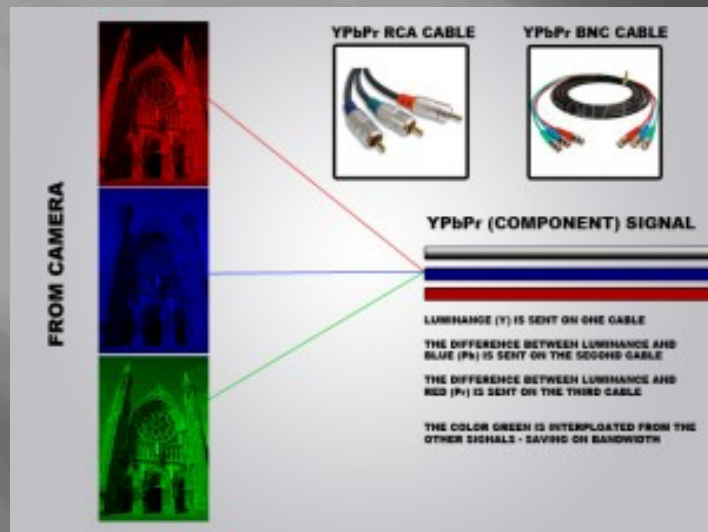 YPbPr RCA CABLE
YPbPr BNC CABLE
FROM CAMERA
YPbPr (COMPONENT) SIGNAL
LUMINANCE (Y) IS SENT ON ONE CABLE
THE DIFFERENCE BETWEEN LUMINANCE AND
BLUE (Pb) IS SENT ON THE SECOND CABLE
THE DIFFERENCE BETWEEN LUMINANCE AND
RED (Pr) IS SENT ON THE THIRD CABLE
THE COLOR GREEN IS INTERPLOATED FROM THE
OTHER SIGNALS - SAVING ON BANDWIDTH